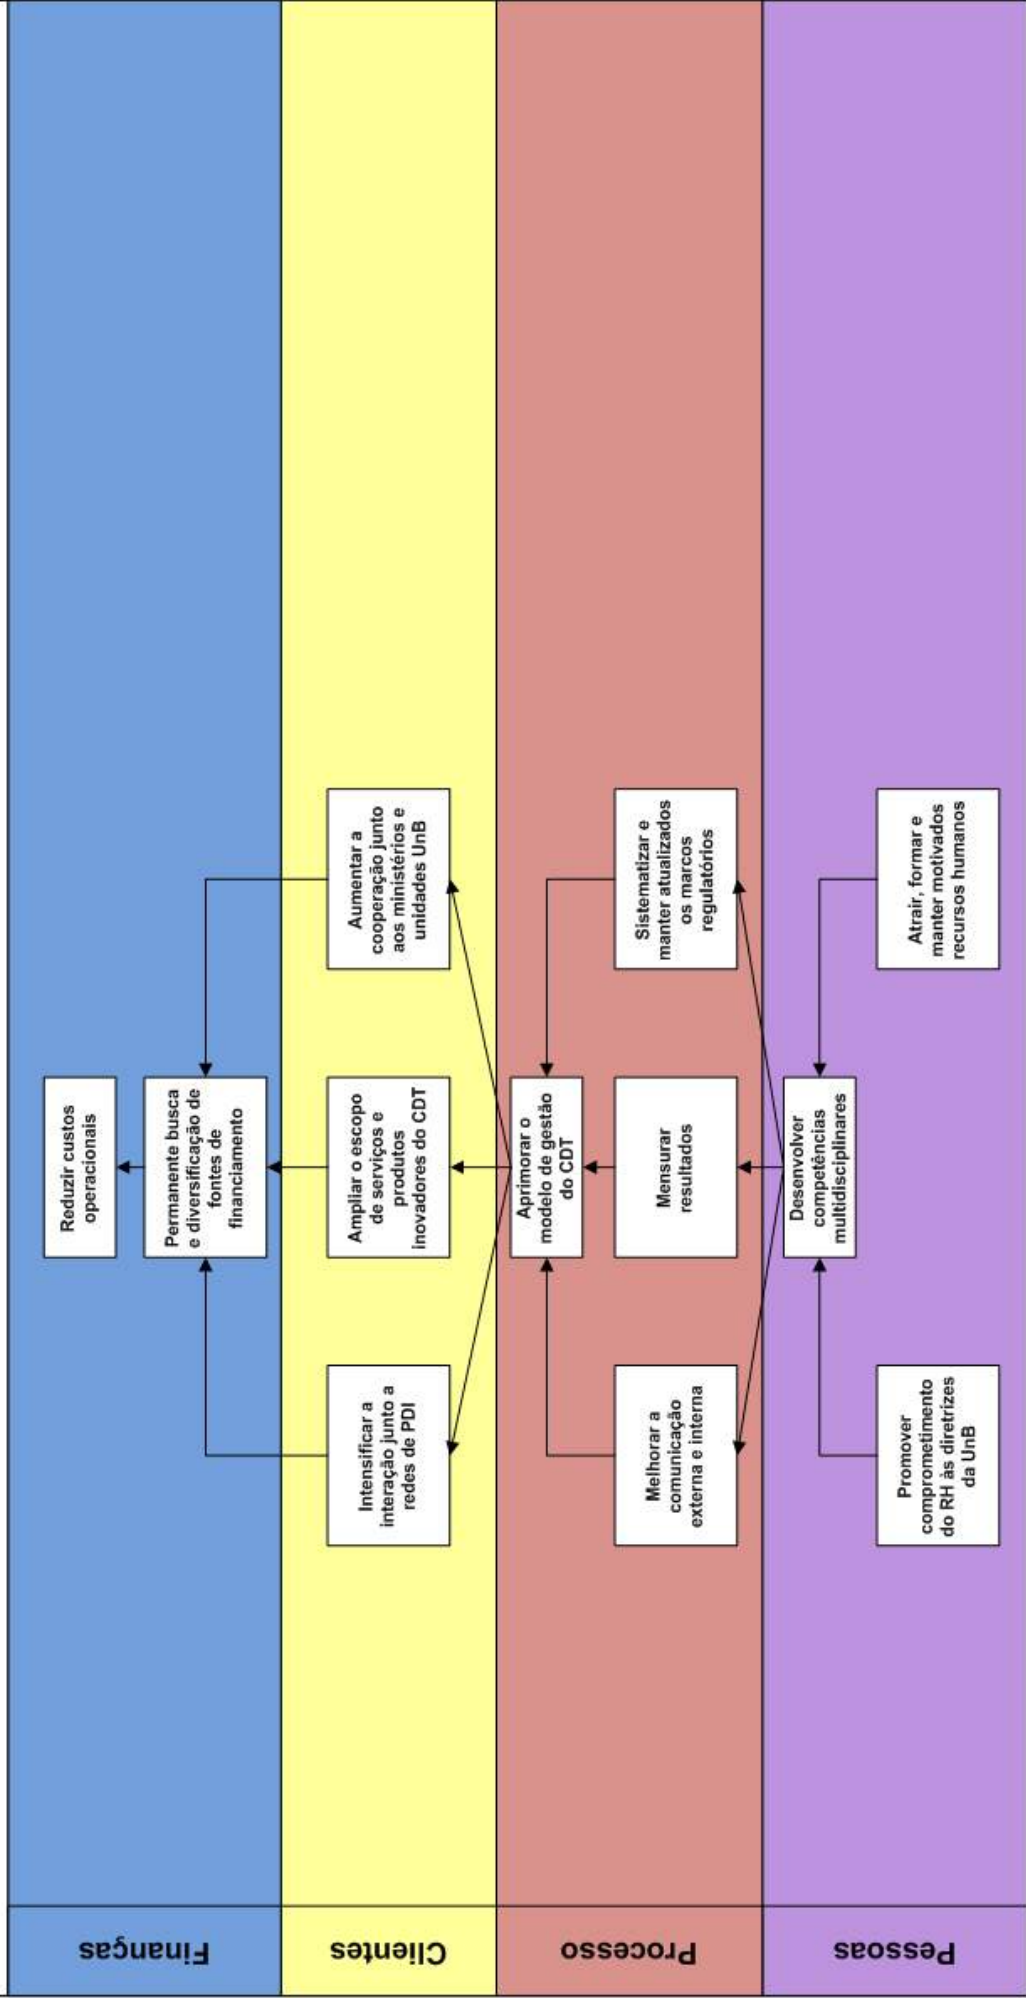 Finanças
Reduzir custos
operacionais
Permanente busca
e diversificação de
fontes de
financiamento
Clientes
Intensificar a
interação junto a
redes de PDI
Ampliar o escopo
de serviços e
produtos
inovadores do CDT
Aumentar a
cooperação junto
aos ministérios e
unidades UnB
Processo
Aprimorar o
modelo de gestão
do CDT
Melhorar a
comunicação
externa e interna
Mensurar
resultados
Sistematizar e
manter atualizados
os marcos
regulatórios
Pessoas
Desenvolver
competências
multidisciplinares
Promover
comprometimento
do RH às diretrizes
da UnB
Atrair, formar e
manter motivados
recursos humanos